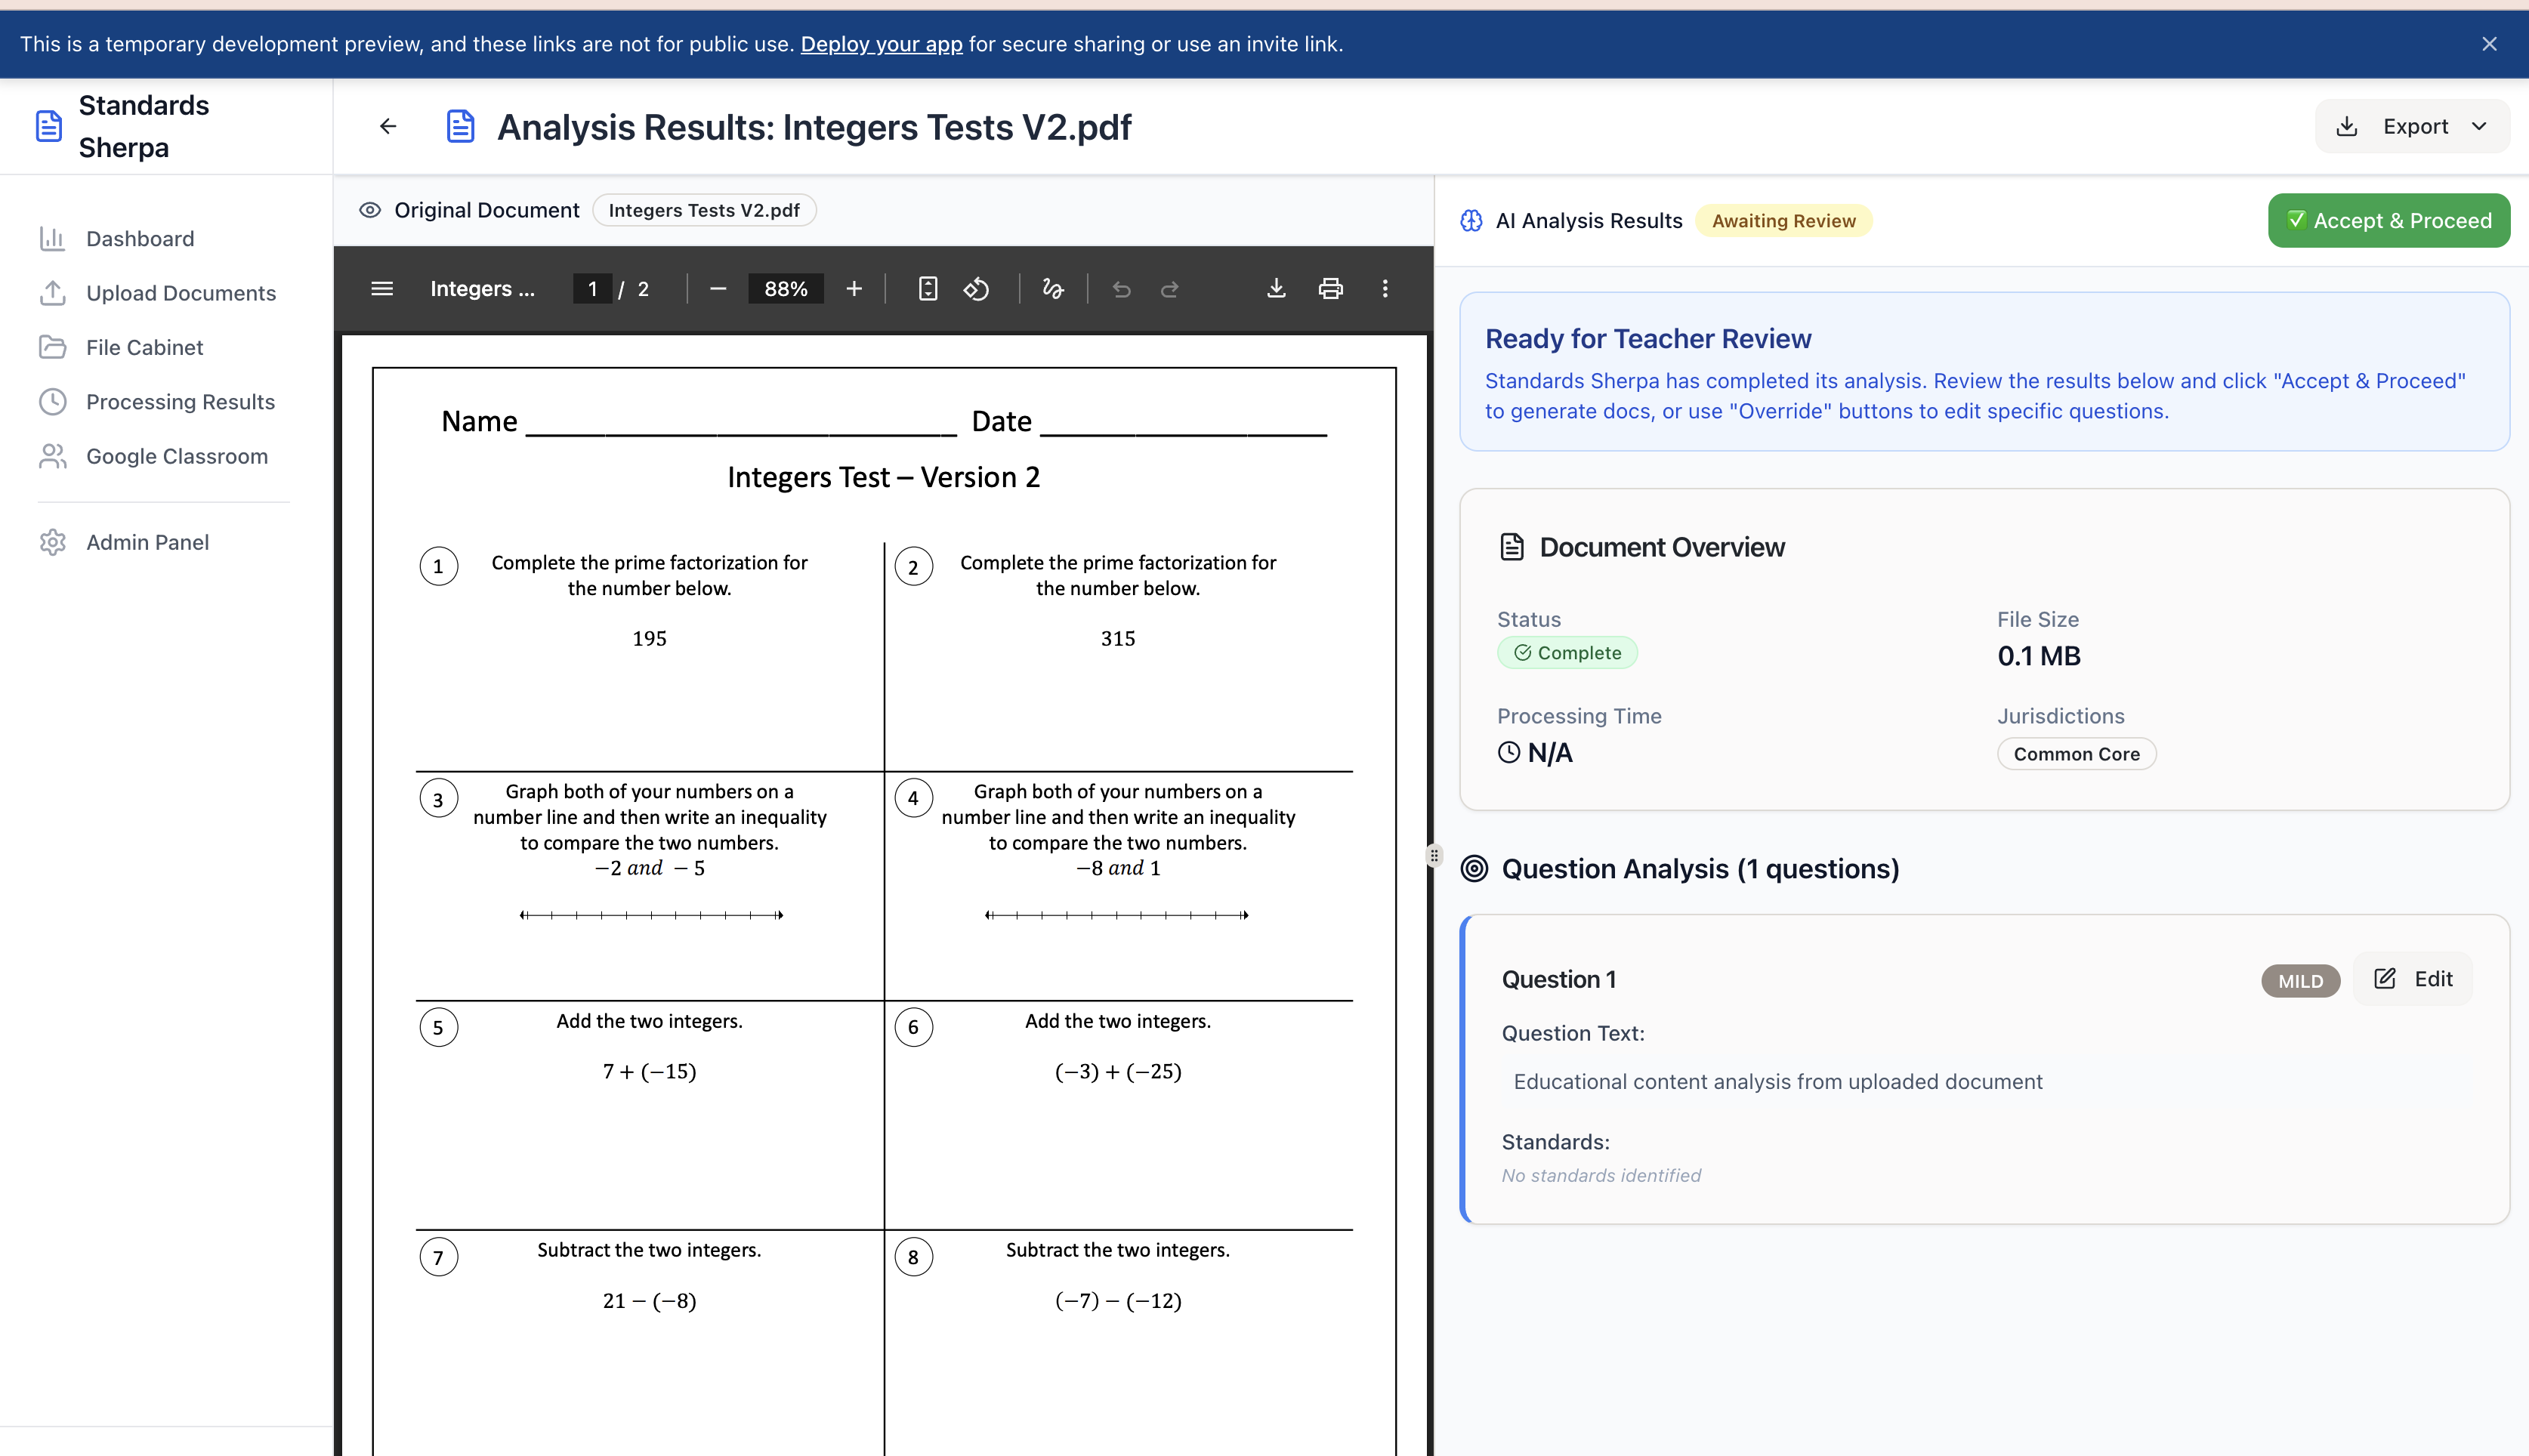 This is a temporary development preview, and these links are not for public use. Deploy your app for secure sharing or use an invite link.
Standards
Sherpa
Analysis Results: Integers Tests V2.pdf
Export
Dashboard
Upload Documents
File Cabinet
Processing Results
Google Classroom
Admin Panel
Original Document Integers Tests V2.pdf
Integers ... 1 / 2 88%
Name ____________________ Date ____________________
Integers Test – Version 2
1 Complete the prime factorization for
the number below.
195
2 Complete the prime factorization for
the number below.
315
3 Graph both of your numbers on a
number line and then write an inequality
to compare the two numbers.
−2 and − 5
4 Graph both of your numbers on a
number line and then write an inequality
to compare the two numbers.
−8 and 1
5 Add the two integers.
7 + (−15)
6 Add the two integers.
(−3) + (−25)
7 Subtract the two integers.
21 − (−8)
8 Subtract the two integers.
(−7) − (−12)
AI Analysis Results Awaiting Review
✅ Accept & Proceed
Ready for Teacher Review
Standards Sherpa has completed its analysis. Review the results below and click "Accept & Proceed"
to generate docs, or use "Override" buttons to edit specific questions.
Document Overview
Status
Complete
File Size
0.1 MB
Processing Time
N/A
Jurisdictions
Common Core
Question Analysis (1 questions)
Question 1
MILD
Edit
Question Text:
Educational content analysis from uploaded document
Standards:
No standards identified